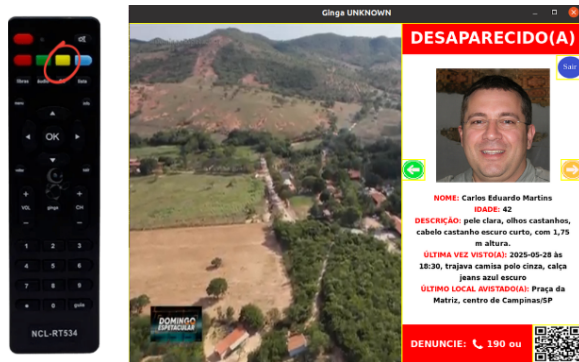 Ginga UNKNOWN
DESAPARECIDO(A)
Sair
NOME: Carlos Eduardo Martins
IDADE: 42
DESCRIÇÃO: pele clara, olhos castanhos,
cabelo castanho escuro curto, com 1,75
m altura.
ÚLTIMA VEZ VISTO(A): 2025-05-28 às
18:30, trajava camisa polo cinza, calça
jeans azul escuro
ÚLTIMO LOCAL AVISTADO(A): Praça da
Matriz, centro de Campinas/SP
DENUNCIE: 190 ou
DOMINGO
ESPETACULAR
menu
info
OK
+
+
VOL
ginga
CH
-
-
1 2 3
4 5 6
7 8 9
* 0 guia
NCL-RT534